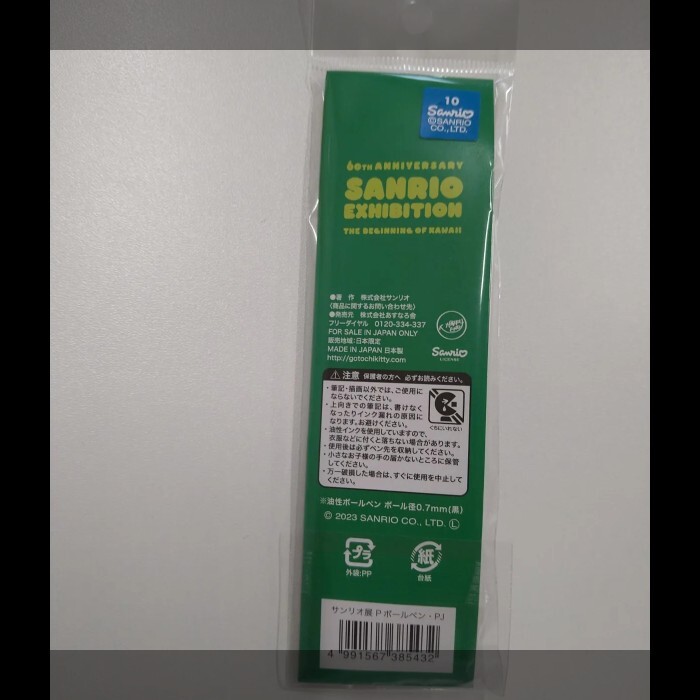 10
Sanrio
©SANRIO
CO., LTD.
60TH ANNIVERSARY
SANRIO
EXHIBITION
THE BEGINNING OF KAWAII
●著 作 株式会社サンリオ
〈商品に関するお問い合わせ先〉
●発売元 株式会社あすなろ舎
フリーダイヤル 0120-334-337
FOR SALE IN JAPAN ONLY
販売地域:日本限定
MADE IN JAPAN 日本製
http://gotochikitty.com
Sanrio
LICENSE
注意 保護者の方へ 必ずお読みください。
・筆記・描画以外では、ご使用に
ならないでください。
・上向きでの筆記は、書けなく
なったりインク漏れの原因に
なります。お避けください。
・油性インクを使用していますので、
衣服などに付くと落ちない場合があります。
・使用後は必ずペン先を収納してください。
・小さなお子様の手の届かないところに保管
してください。
・万一破損した場合は、すぐに使用を中止して
ください。
くちにいれない
※油性ボールペン ボール径0.7mm(黒)
© 2023 SANRIO CO., LTD. Ⓛ
プラ
外袋:PP
紙
台紙
サンリオ展 P ボールペン・PJ
4 991567 385432